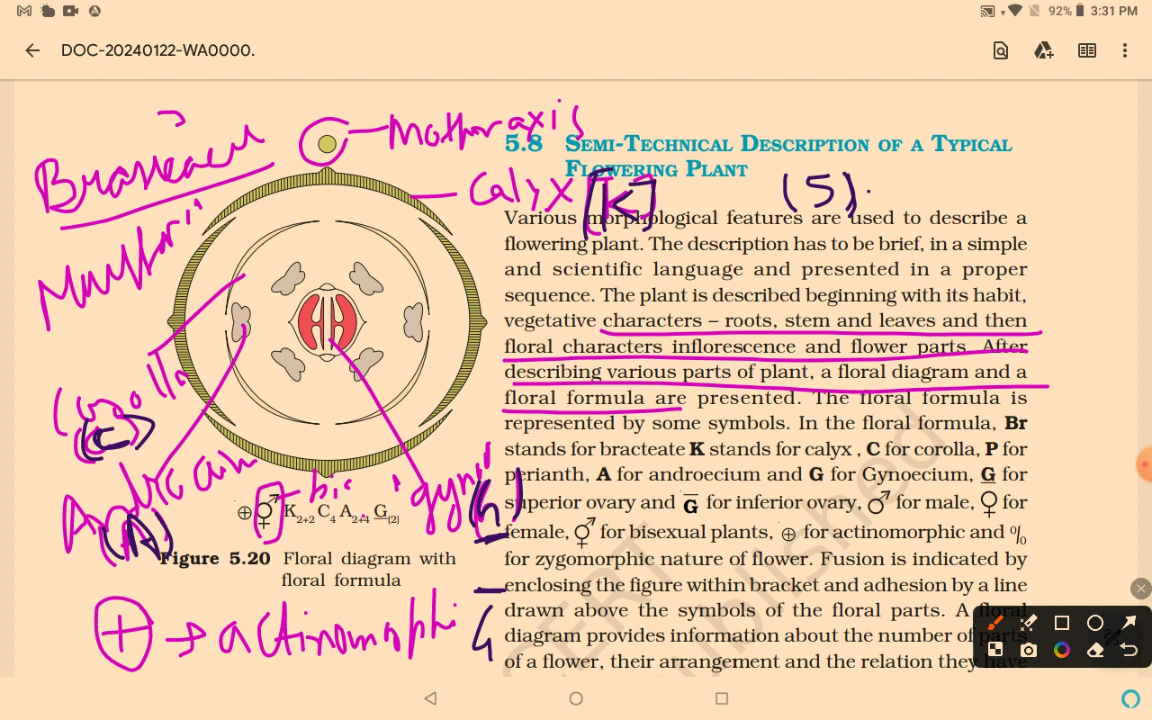 92% 3:31 PM
DOC-20240122-WA0000.
Calyx [K]
(5).
5.8 SEMI-TECHNICAL DESCRIPTION OF A TYPICAL
FLOWERING PLANT
Various morphological features are used to describe a
flowering plant. The description has to be brief, in a simple
and scientific language and presented in a proper
sequence. The plant is described beginning with its habit,
vegetative characters – roots, stem and leaves and then
floral characters inflorescence and flower parts. After
describing various parts of plant, a floral diagram and a
floral formula are presented. The floral formula is
represented by some symbols. In the floral formula, Br
stands for bracteate K stands for calyx , C for corolla, P for
perianth, A for androecium and G for Gynoecium, G̲ for
superior ovary and G̅ for inferior ovary, ♂ for male, ♀ for
female, ⚥ for bisexual plants, ⊕ for actinomorphic and %
for zygomorphic nature of flower. Fusion is indicated by
enclosing the figure within bracket and adhesion by a line
drawn above the symbols of the floral parts. A floral
diagram provides information about the number of parts
of a flower, their arrangement and the relation they have
(C)
(A)
⊕ ⚥ K2+2 C4 A2+4 G̲(2)
Figure 5.20 Floral diagram with
floral formula
⊕ → actinomorphi
NCERT